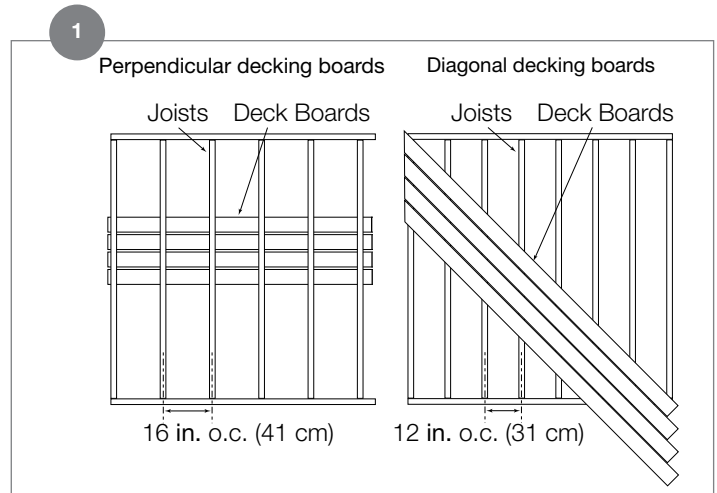 1
Perpendicular decking boards
Diagonal decking boards
Joists Deck Boards
Joists Deck Boards
16 in. o.c. (41 cm)
12 in. o.c. (31 cm)